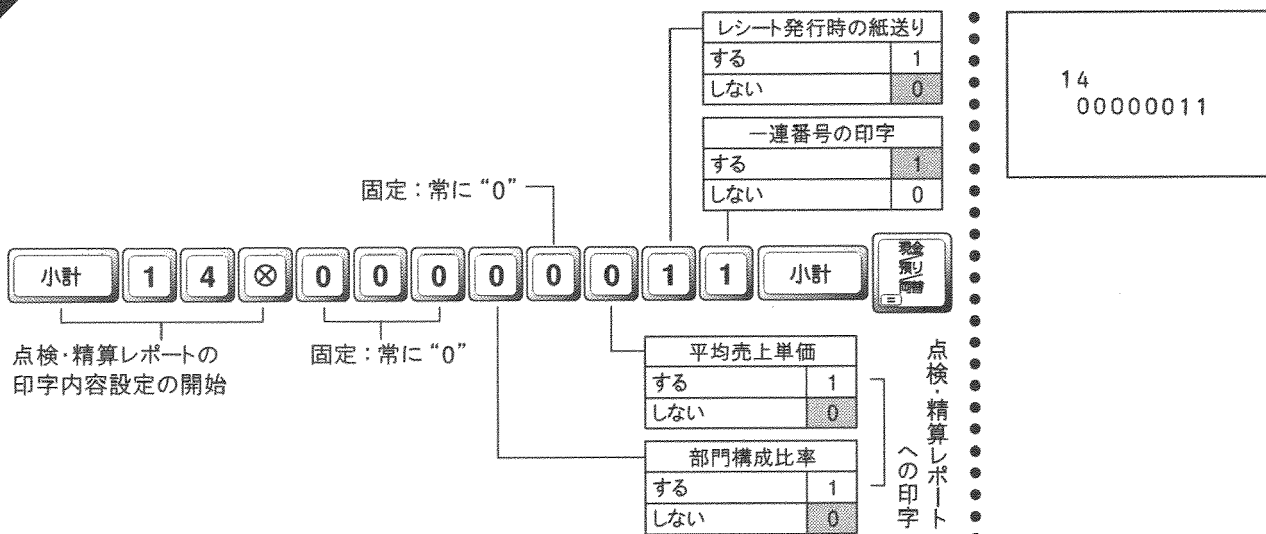 レシート発行時の紙送り
する 1
しない 0
一連番号の印字
する 1
しない 0
14
00000011
固定：常に“0”
小計 1 4 ⊗ 0 0 0 0 0 0 1 1 小計 現金 預り/両替 =
点検・精算レポートの
印字内容設定の開始
固定：常に“0”
平均売上単価
する 1
しない 0
部門構成比率
する 1
しない 0
点検・精算レポート
への印字